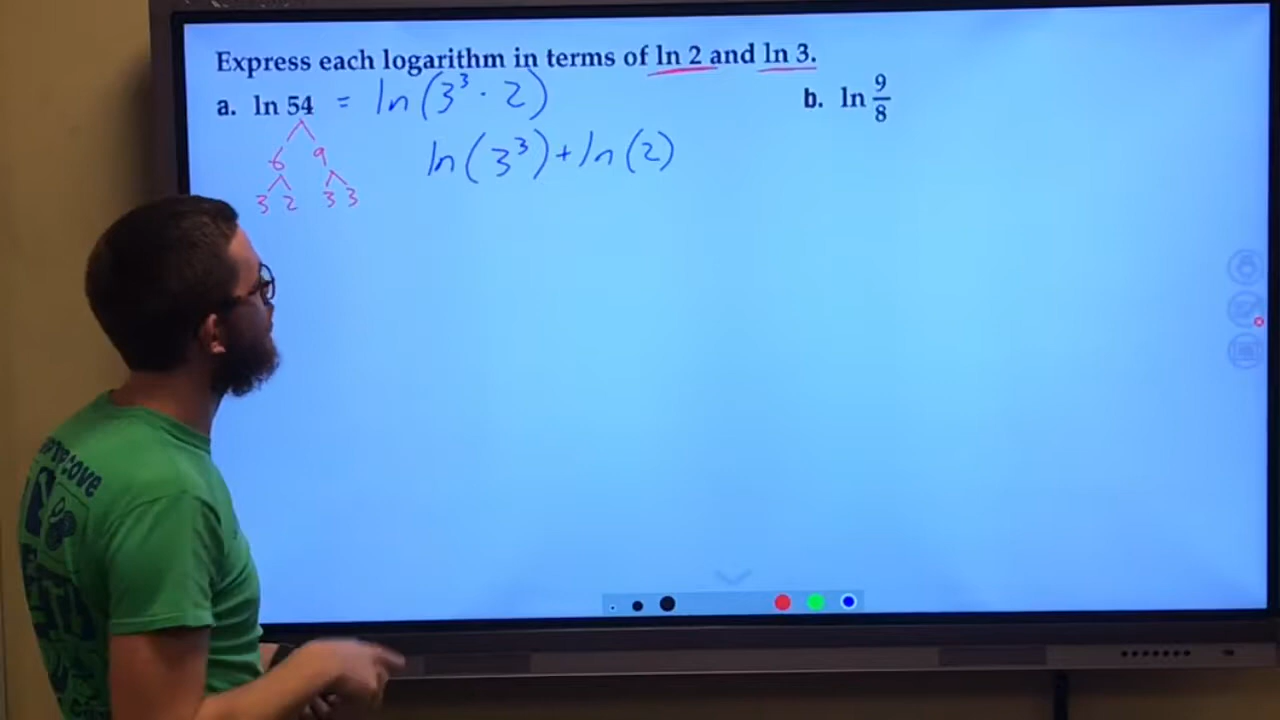 Express each logarithm in terms of ln 2 and ln 3.
a. ln 54 = ln(3³ · 2)
b. ln 9/8
6 9
ln(3³) + ln(2)
3 2 3 3
COVE